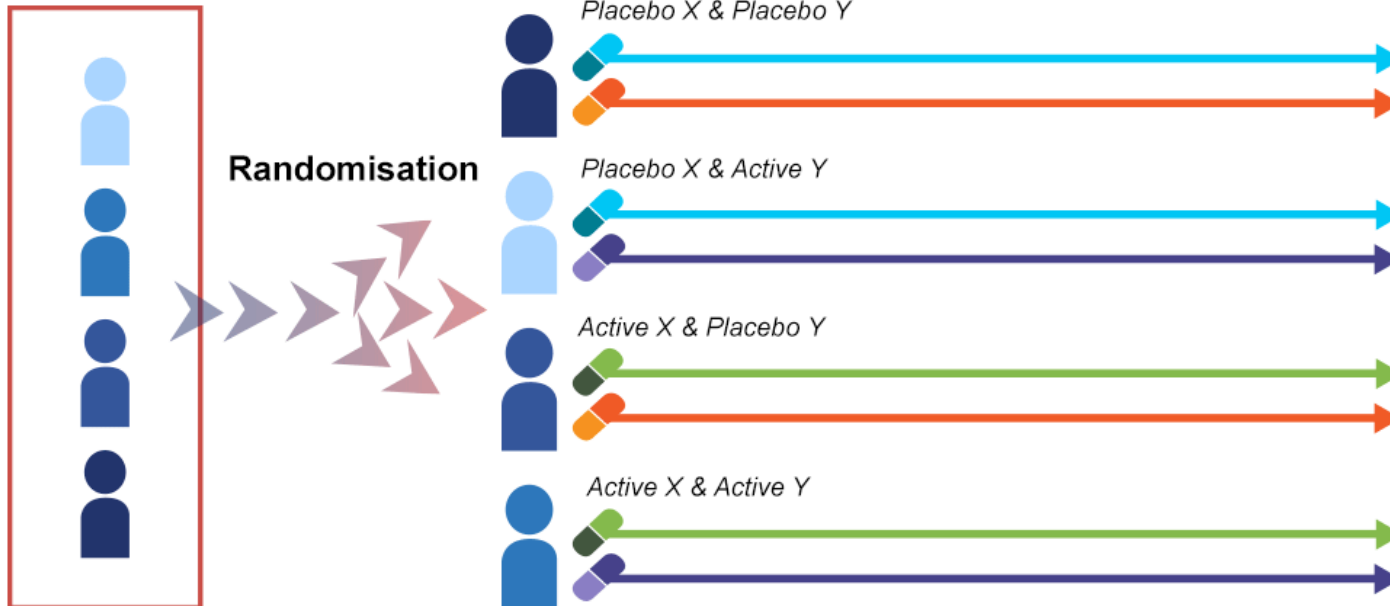 Placebo X & Placebo Y
Randomisation
Placebo X & Active Y
Active X & Placebo Y
Active X & Active Y